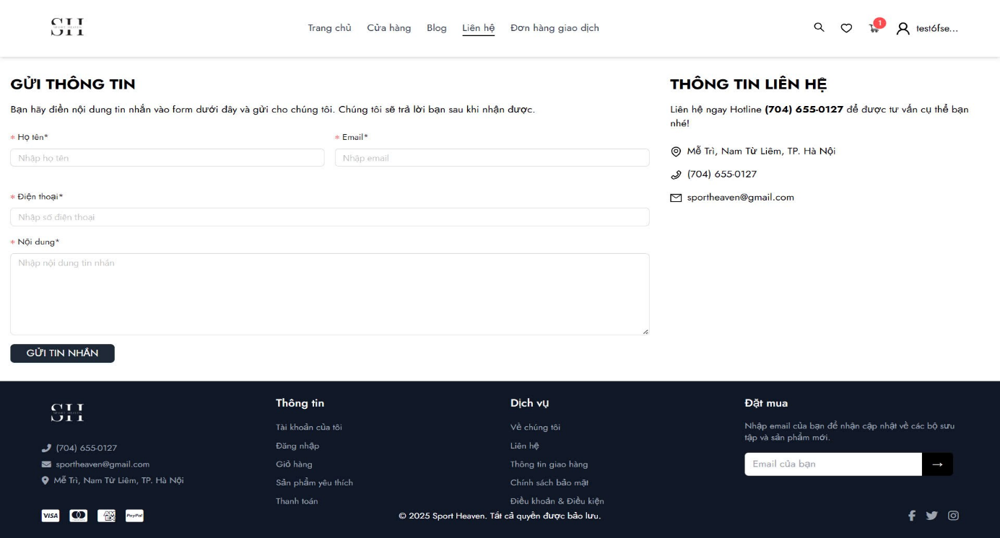 SH
SPORT HEAVEN
Trang chủ
Cửa hàng
Blog
Liên hệ
Đơn hàng giao dịch
1
test6fse...
GỬI THÔNG TIN
Bạn hãy điền nội dung tin nhắn vào form dưới đây và gửi cho chúng tôi. Chúng tôi sẽ trả lời bạn sau khi nhận được.
* Họ tên*
Nhập họ tên
* Email*
Nhập email
* Điện thoại*
Nhập số điện thoại
* Nội dung*
Nhập nội dung tin nhắn
GỬI TIN NHẮN
THÔNG TIN LIÊN HỆ
Liên hệ ngay Hotline (704) 655-0127 để được tư vấn cụ thể bạn
nhé!
Mễ Trì, Nam Từ Liêm, TP. Hà Nội
(704) 655-0127
sportheaven@gmail.com
SH
SPORT HEAVEN
(704) 655-0127
sportheaven@gmail.com
Mễ Trì, Nam Từ Liêm, TP. Hà Nội
VISA
AMEX
PayPal
Thông tin
Tài khoản của tôi
Đăng nhập
Giỏ hàng
Sản phẩm yêu thích
Thanh toán
Dịch vụ
Về chúng tôi
Liên hệ
Thông tin giao hàng
Chính sách bảo mật
Điều khoản & Điều kiện
Đặt mua
Nhập email của bạn để nhận cập nhật về các bộ sưu
tập và sản phẩm mới.
Email của bạn
→
© 2025 Sport Heaven. Tất cả quyền được bảo lưu.